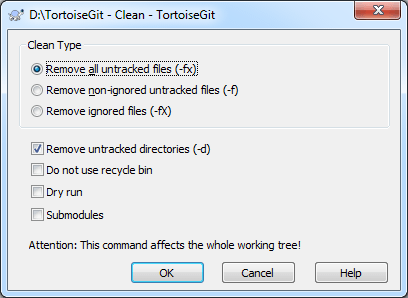 D:\TortoiseGit - Clean - TortoiseGit
Clean Type
Remove all untracked files (-fx)
Remove non-ignored untracked files (-f)
Remove ignored files (-fX)
Remove untracked directories (-d)
Do not use recycle bin
Dry run
Submodules
Attention: This command affects the whole working tree!
OK Cancel Help